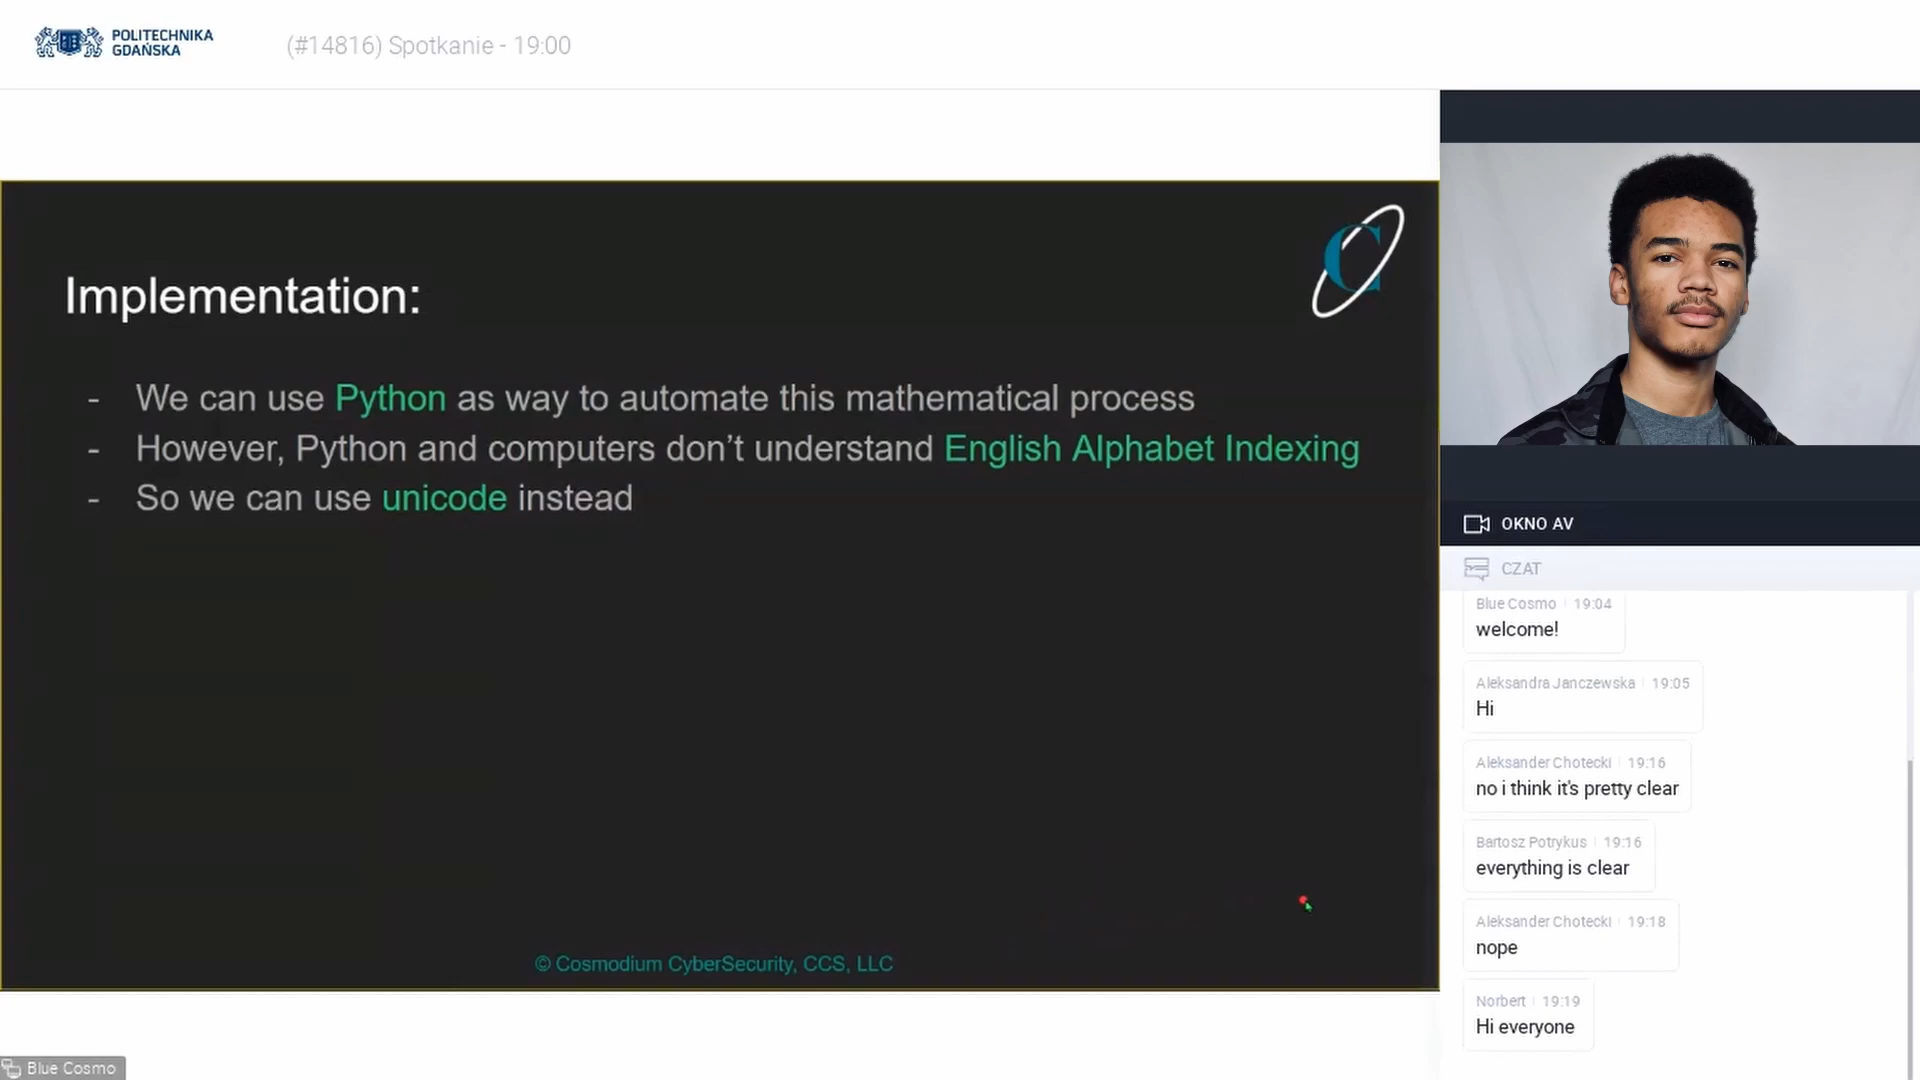 POLITECHNIKA
GDAŃSKA
(#14816) Spotkanie - 19:00
Implementation:
- We can use Python as way to automate this mathematical process
- However, Python and computers don’t understand English Alphabet Indexing
- So we can use unicode instead
© Cosmodium CyberSecurity, CCS, LLC
Blue Cosmo
OKNO AV
CZAT
Blue Cosmo 19:04
welcome!
Aleksandra Janczewska 19:05
Hi
Aleksander Chotecki 19:16
no i think it's pretty clear
Bartosz Potrykus 19:16
everything is clear
Aleksander Chotecki 19:18
nope
Norbert 19:19
Hi everyone